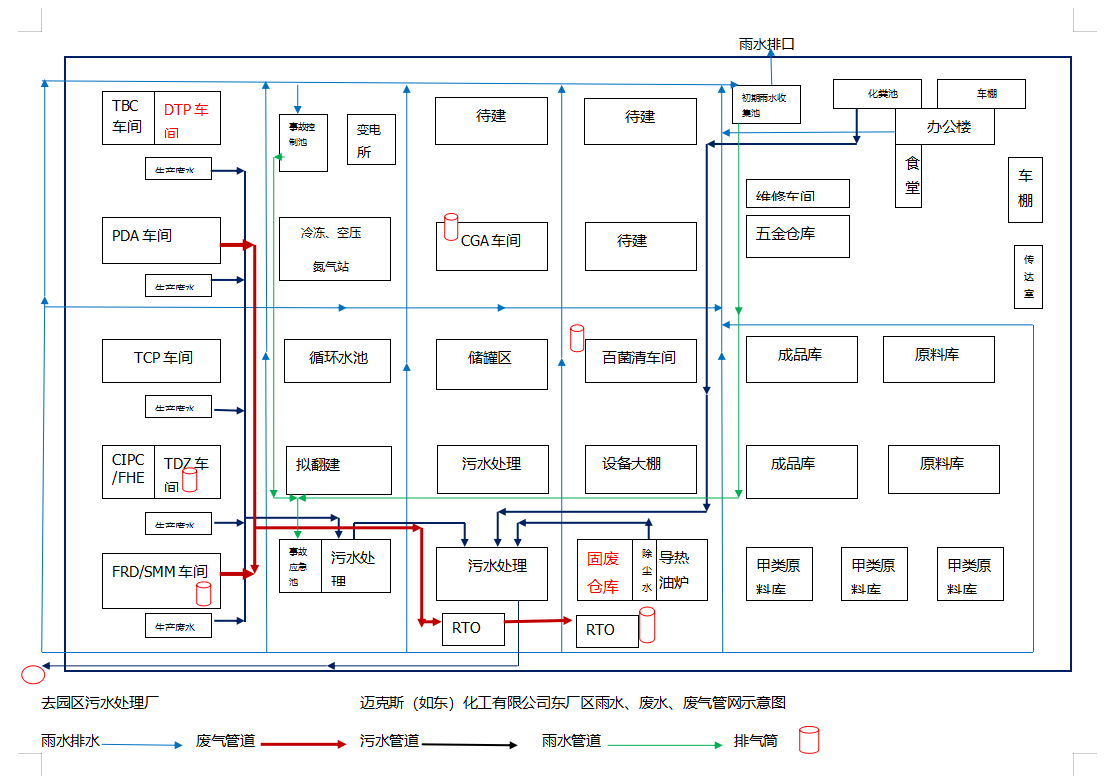 雨水排口
TBC
车间
DTP 车
间
事故控
制池
变电
所
待建
待建
初期雨水收
集池
化粪池
车棚
办公楼
食
堂
车
棚
生产废水
维修车间
PDA 车间
冷冻、空压
氮气站
CGA 车间
待建
五金仓库
传
达
室
生产废水
TCP 车间
循环水池
储罐区
百菌清车间
成品库
原料库
生产废水
CIPC
/FHE
TDZ 车
间
拟翻建
污水处理
设备大棚
成品库
原料库
生产废水
FRD/SMM 车间
事故
应急
池
污水处
理
污水处理
固废
仓库
除
尘
水
导热
油炉
甲类原
料库
甲类原
料库
甲类原
料库
生产废水
RTO
RTO
去园区污水处理厂
迈克斯（如东）化工有限公司东厂区雨水、废水、废气管网示意图
雨水排水
废气管道
污水管道
雨水管道
排气筒